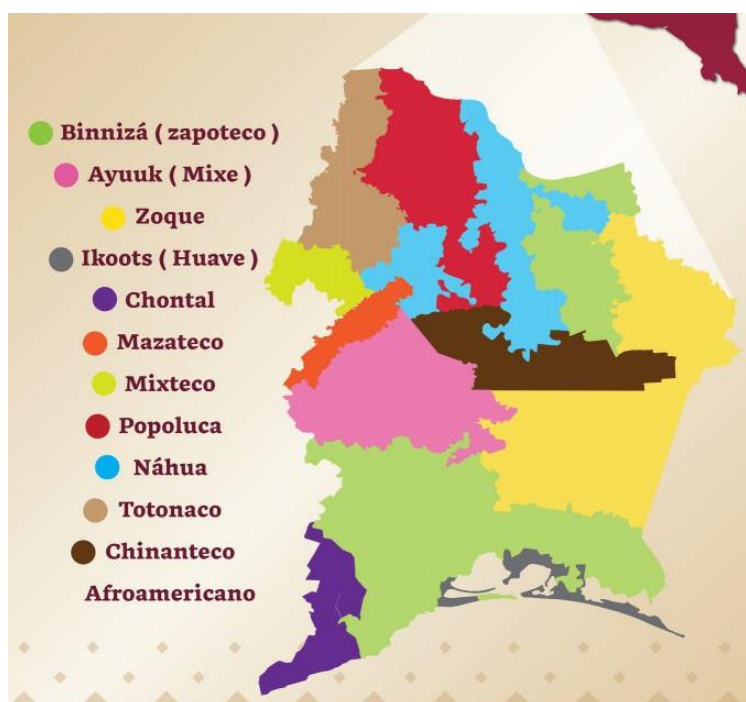 Binnizá ( zapoteco )
Ayuuk ( Mixe )
Zoque
Ikoots ( Huave )
Chontal
Mazateco
Mixteco
Popoluca
Náhua
Totonaco
Chinanteco
Afroamericano